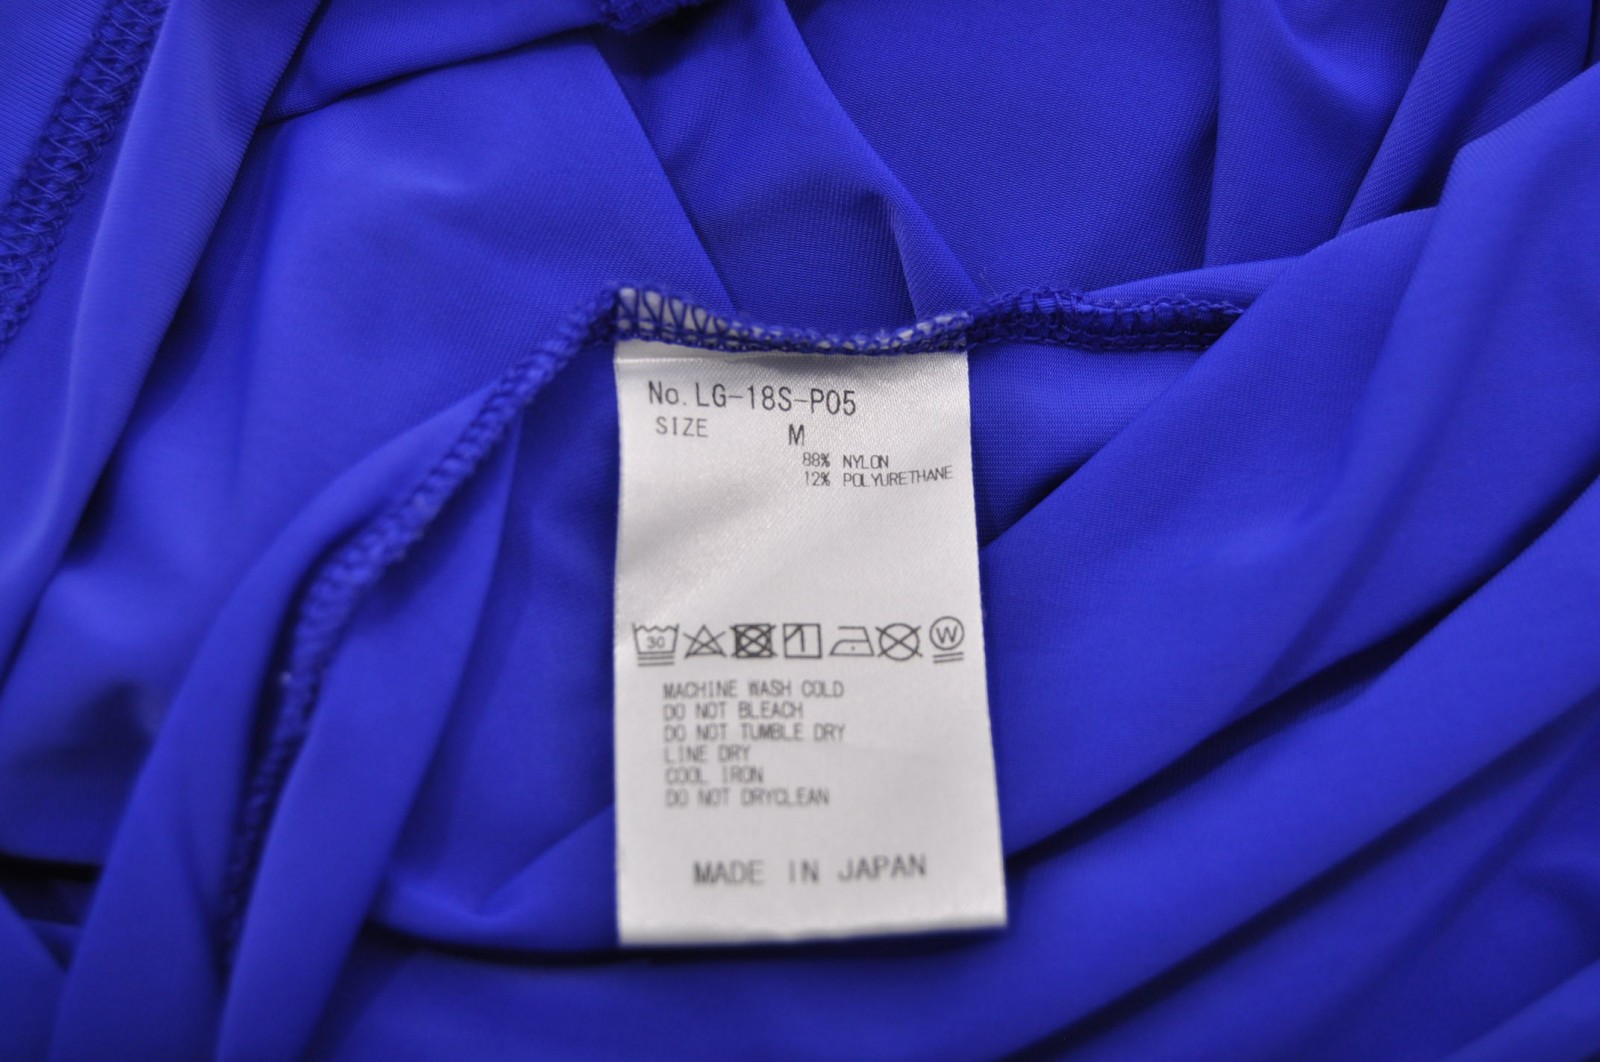 No. LG-18S-P05
SIZE M
88% NYLON
12% POLYURETHANE
30 W
MACHINE WASH COLD
DO NOT BLEACH
DO NOT TUMBLE DRY
LINE DRY
COOL IRON
DO NOT DRYCLEAN
MADE IN JAPAN